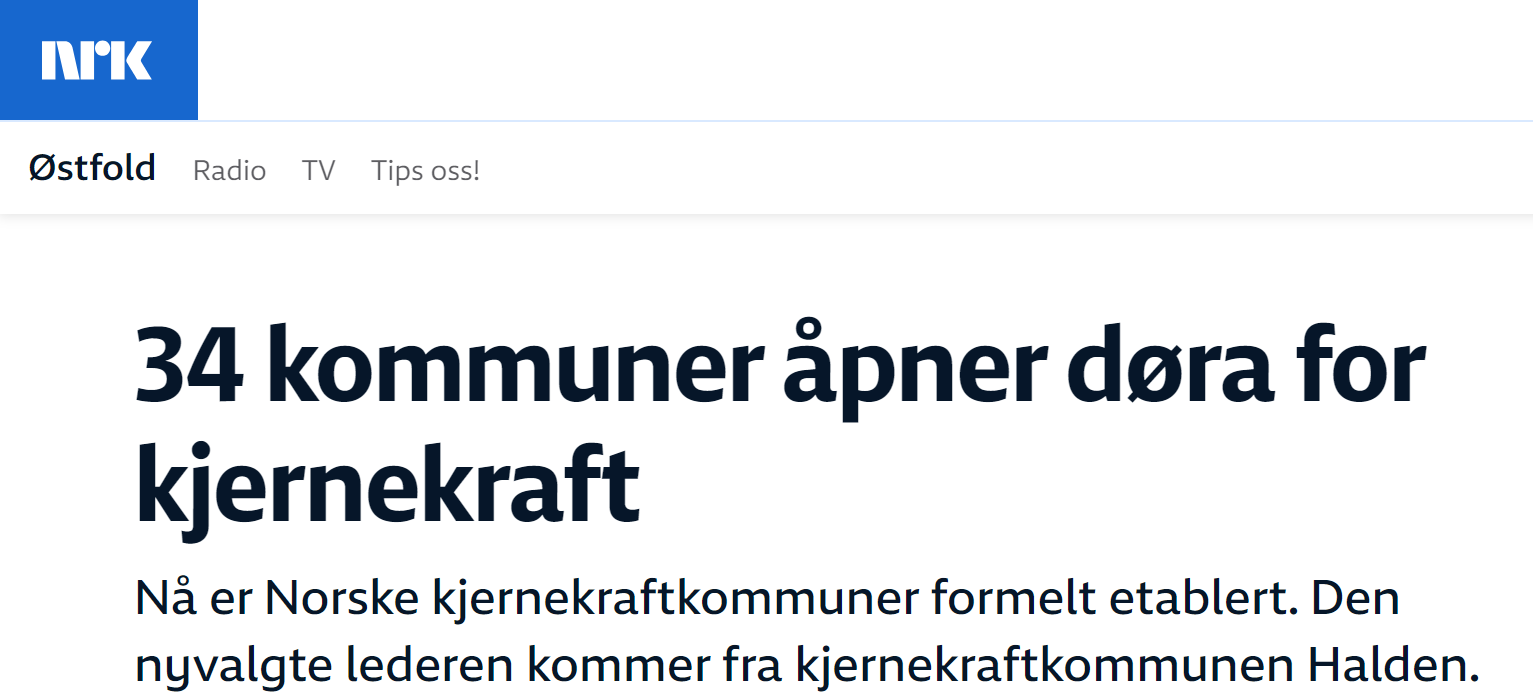 NRK
Østfold Radio TV Tips oss!
34 kommuner åpner døra for
kjernekraft
Nå er Norske kjernekraftkommuner formelt etablert. Den
nyvalgte lederen kommer fra kjernekraftkommunen Halden.